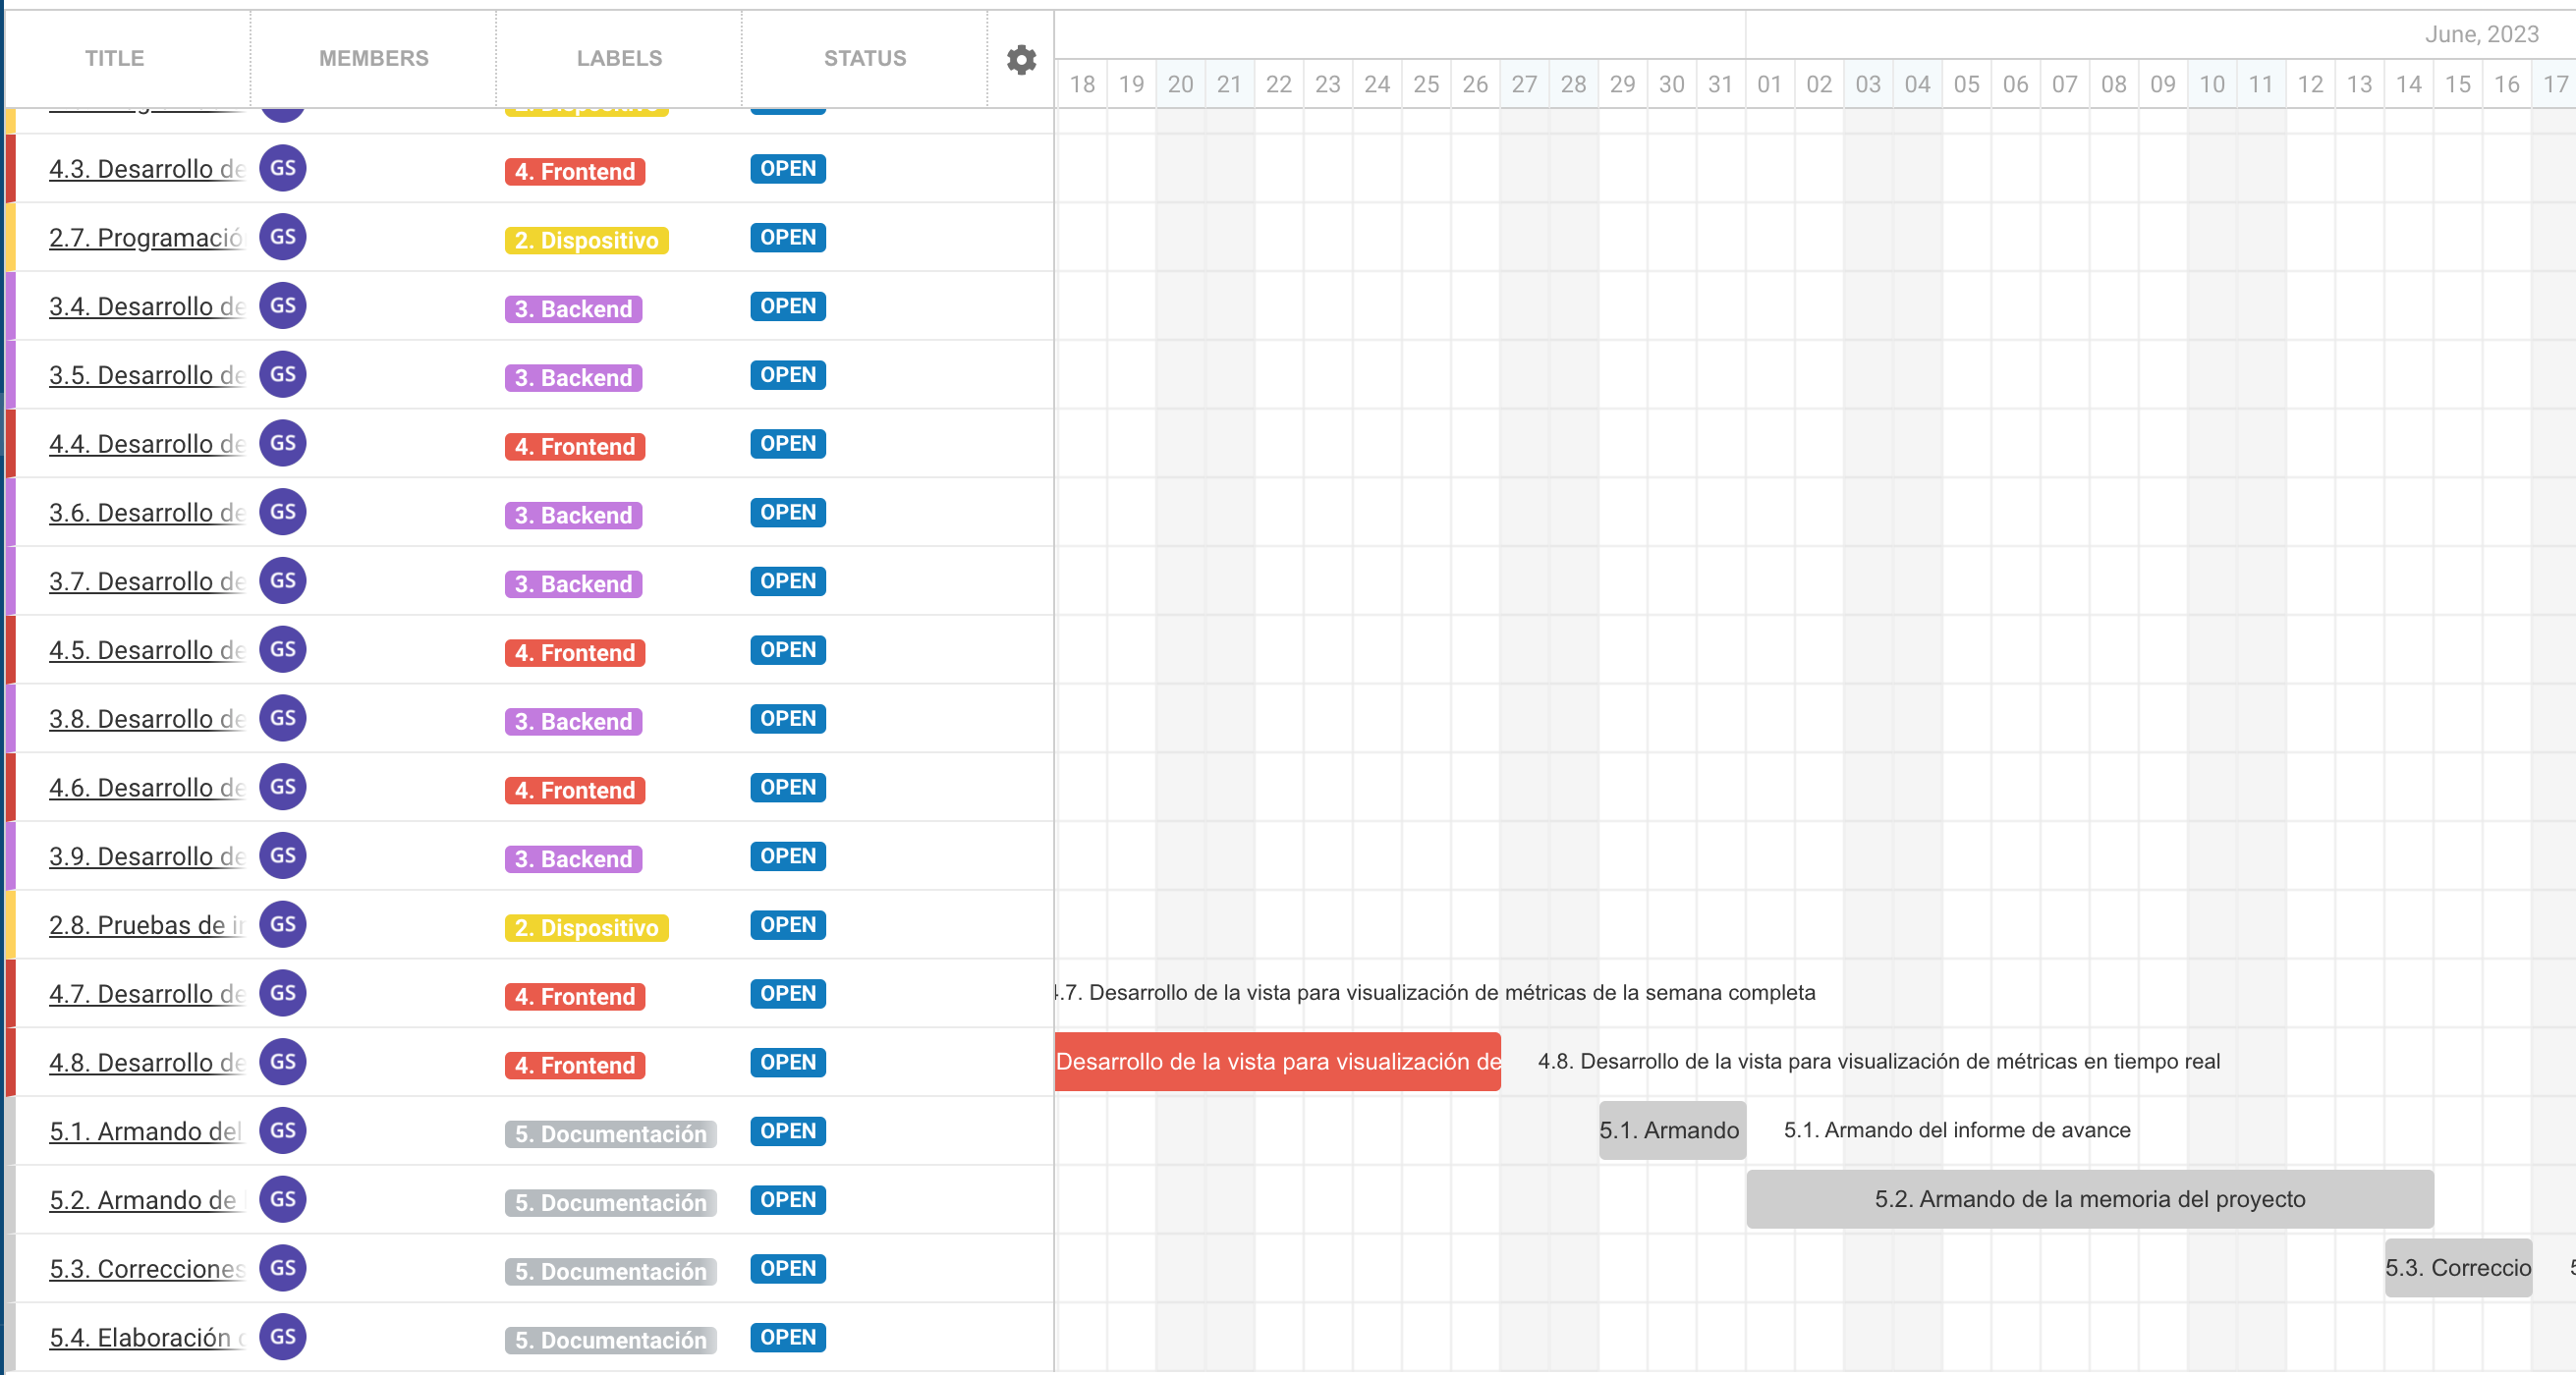 TITLE MEMBERS LABELS STATUS
June, 2023
18 19 20 21 22 23 24 25 26 27 28 29 30 31 01 02 03 04 05 06 07 08 09 10 11 12 13 14 15 16 17
2. Dispositivo
4.3. Desarrollo de GS 4. Frontend OPEN
2.7. Programació GS 2. Dispositivo OPEN
3.4. Desarrollo de GS 3. Backend OPEN
3.5. Desarrollo de GS 3. Backend OPEN
4.4. Desarrollo de GS 4. Frontend OPEN
3.6. Desarrollo de GS 3. Backend OPEN
3.7. Desarrollo de GS 3. Backend OPEN
4.5. Desarrollo de GS 4. Frontend OPEN
3.8. Desarrollo de GS 3. Backend OPEN
4.6. Desarrollo de GS 4. Frontend OPEN
3.9. Desarrollo de GS 3. Backend OPEN
2.8. Pruebas de in GS 2. Dispositivo OPEN
4.7. Desarrollo de GS 4. Frontend OPEN .7. Desarrollo de la vista para visualización de métricas de la semana completa
4.8. Desarrollo de GS 4. Frontend OPEN Desarrollo de la vista para visualización de 4.8. Desarrollo de la vista para visualización de métricas en tiempo real
5.1. Armando del GS 5. Documentación OPEN 5.1. Armando 5.1. Armando del informe de avance
5.2. Armando de GS 5. Documentación OPEN 5.2. Armando de la memoria del proyecto
5.3. Correcciones GS 5. Documentación OPEN 5.3. Correccio
5.4. Elaboración GS 5. Documentación OPEN